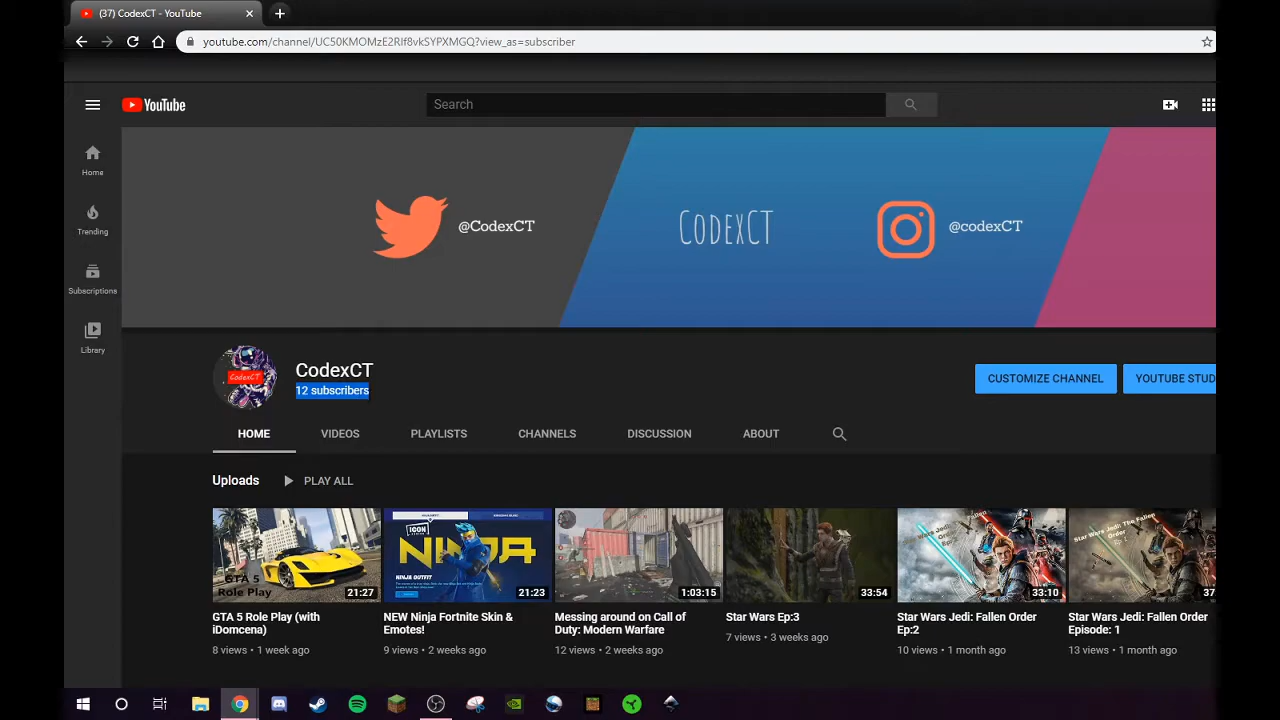 (37) CodexCT - YouTube
youtube.com/channel/UC50KMOMzE2RIf8vkSYPXMGQ?view_as=subscriber
YouTube
Search
Home
Trending
Subscriptions
Library
@CodexCT
CodexCT
@codexCT
CodexCT
CodexCT
12 subscribers
CUSTOMIZE CHANNEL
YOUTUBE STUD
HOME
VIDEOS
PLAYLISTS
CHANNELS
DISCUSSION
ABOUT
Uploads
PLAY ALL
GTA 5
Role Play
21:27
ICON
NINJA
NINJA OUTFIT
21:23
1:03:15
33:54
Star Wars Jedi:
33:10
Star Wars Jedi: The Fallen
Order
37
GTA 5 Role Play (with
iDomcena)
8 views • 1 week ago
NEW Ninja Fortnite Skin &
Emotes!
9 views • 2 weeks ago
Messing around on Call of
Duty: Modern Warfare
12 views • 2 weeks ago
Star Wars Ep:3
7 views • 3 weeks ago
Star Wars Jedi: Fallen Order
Ep:2
10 views • 1 month ago
Star Wars Jedi: Fallen Order
Episode: 1
13 views • 1 month ago